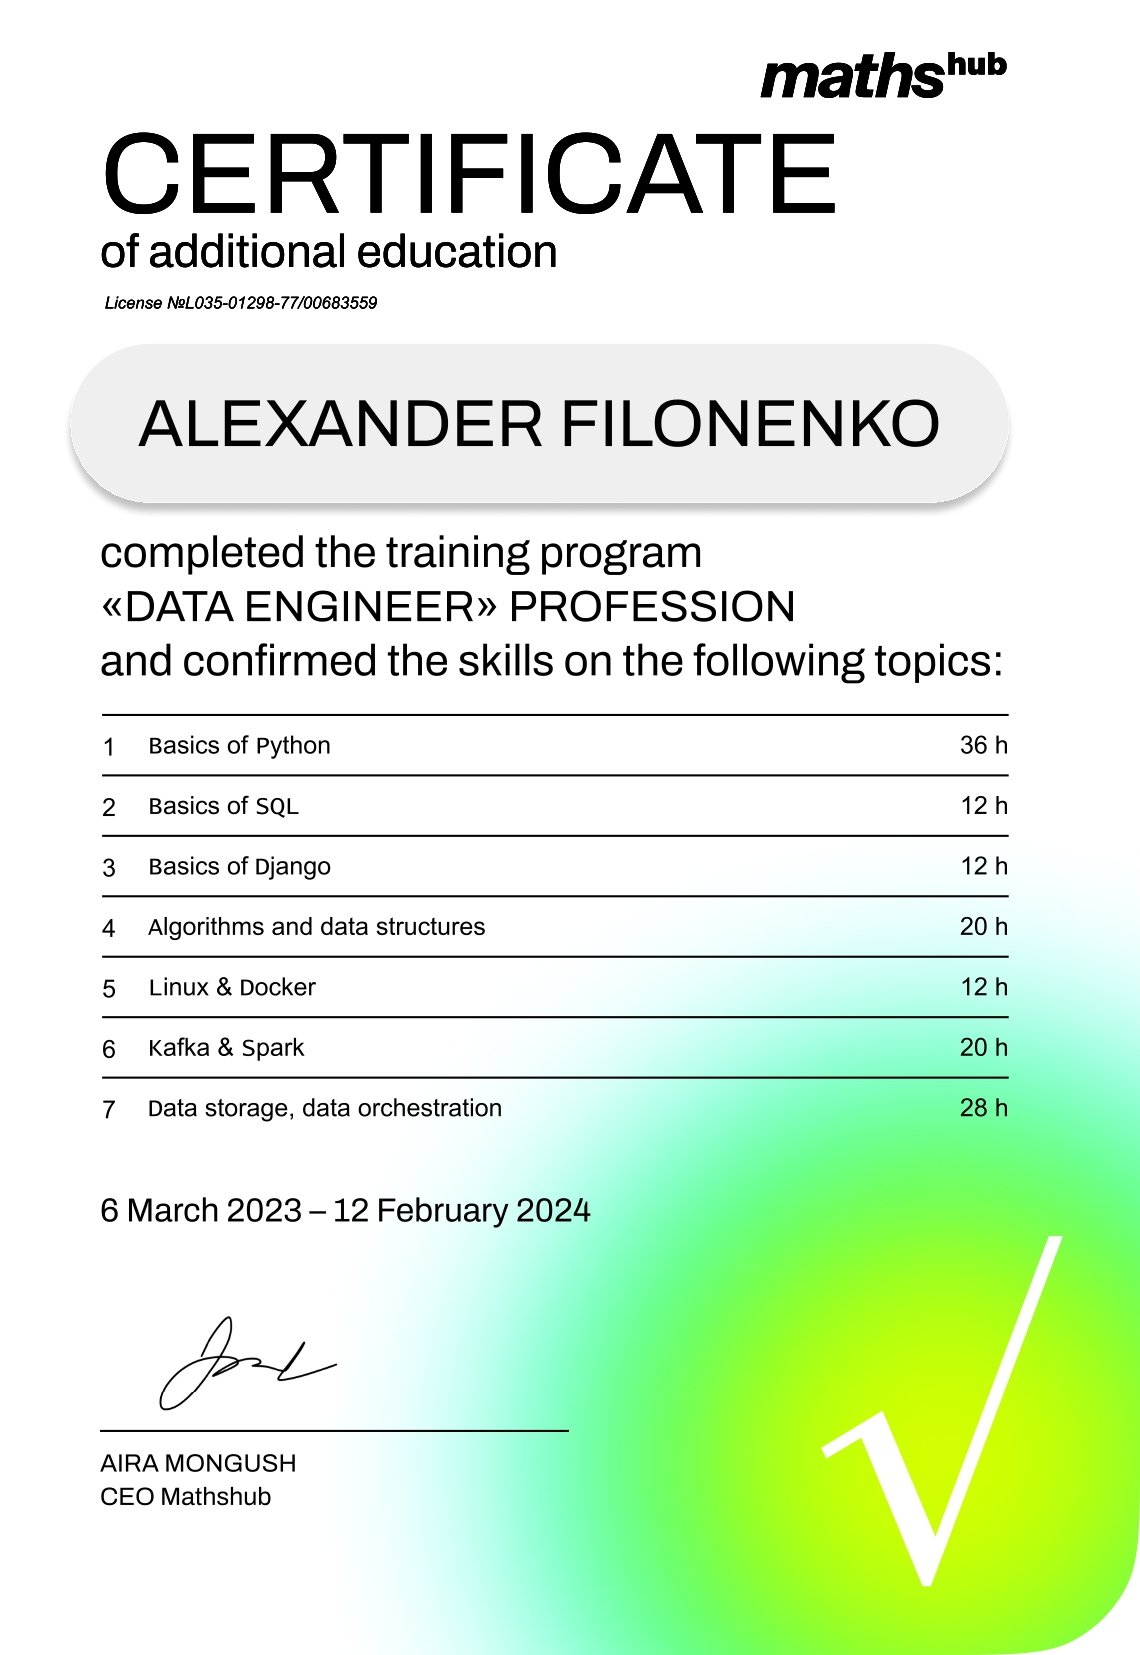 mathshub
CERTIFICATE
of additional education
License №L035-01298-77/00683559
ALEXANDER FILONENKO
completed the training program
«DATA ENGINEER» PROFESSION
and confirmed the skills on the following topics:
1 Basics of Python 36 h
2 Basics of SQL 12 h
3 Basics of Django 12 h
4 Algorithms and data structures 20 h
5 Linux & Docker 12 h
6 Kafka & Spark 20 h
7 Data storage, data orchestration 28 h
6 March 2023 – 12 February 2024
AIRA MONGUSH
CEO Mathshub
√